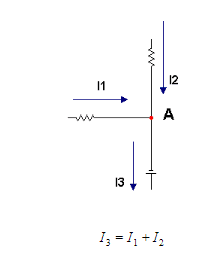 I2
I1
A
I3
I₃ = I₁ + I₂